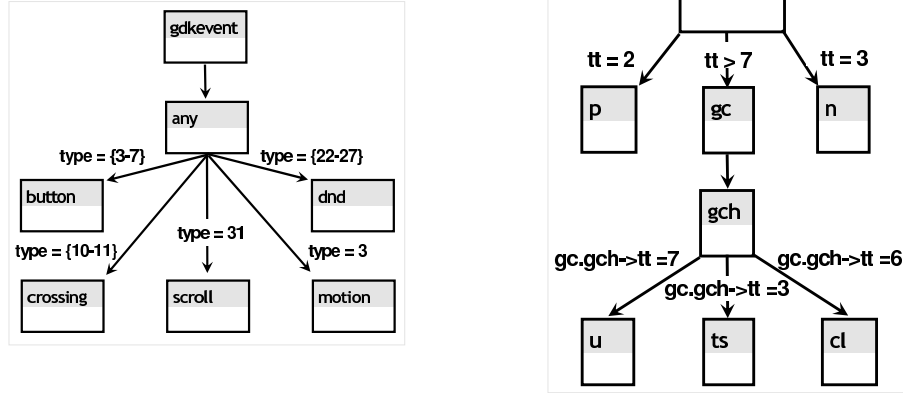 gdkevent
any
type = {3-7}
type = {22-27}
button
dnd
type = {10-11}
type = 31
type = 3
crossing
scroll
motion
tt = 2
tt > 7
tt = 3
p
gc
n
gch
gc.gch->tt =7
gc.gch->tt =3
gc.gch->tt =6
u
ts
cl